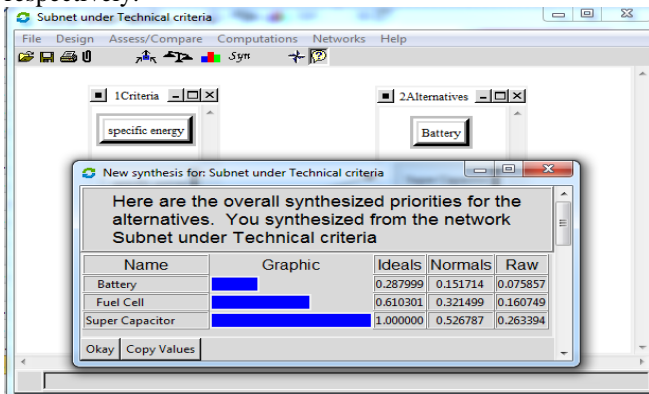 respectively.
Subnet under Technical criteria
File Design Assess/Compare Computations Networks Help
Syn
1Criteria
2Alternatives
specific energy
Battery
New synthesis for: Subnet under Technical criteria
Here are the overall synthesized priorities for the
alternatives. You synthesized from the network
Subnet under Technical criteria
Name Graphic Ideals Normals Raw
Battery 0.287999 0.151714 0.075857
Fuel Cell 0.610301 0.321499 0.160749
Super Capacitor 1.000000 0.526787 0.263394
Okay Copy Values